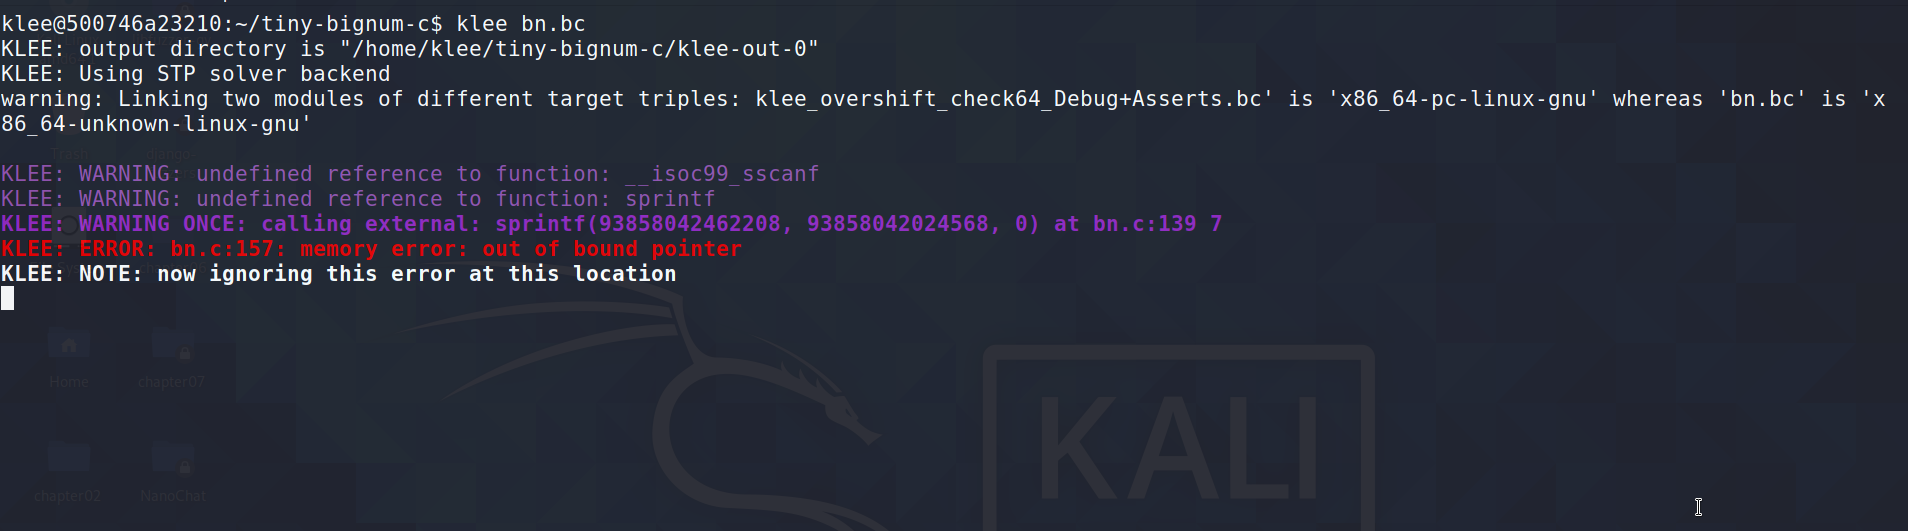 klee@500746a23210:~/tiny-bignum-c$ klee bn.bc
KLEE: output directory is "/home/klee/tiny-bignum-c/klee-out-0"
KLEE: Using STP solver backend
warning: Linking two modules of different target triples: klee_overshift_check64_Debug+Asserts.bc' is 'x86_64-pc-linux-gnu' whereas 'bn.bc' is 'x
86_64-unknown-linux-gnu'
KLEE: WARNING: undefined reference to function: __isoc99_sscanf
KLEE: WARNING: undefined reference to function: sprintf
KLEE: WARNING ONCE: calling external: sprintf(93858042462208, 93858042024568, 0) at bn.c:139 7
KLEE: ERROR: bn.c:157: memory error: out of bound pointer
KLEE: NOTE: now ignoring this error at this location
Home chapter07
KALI
chapter02 NanoChat